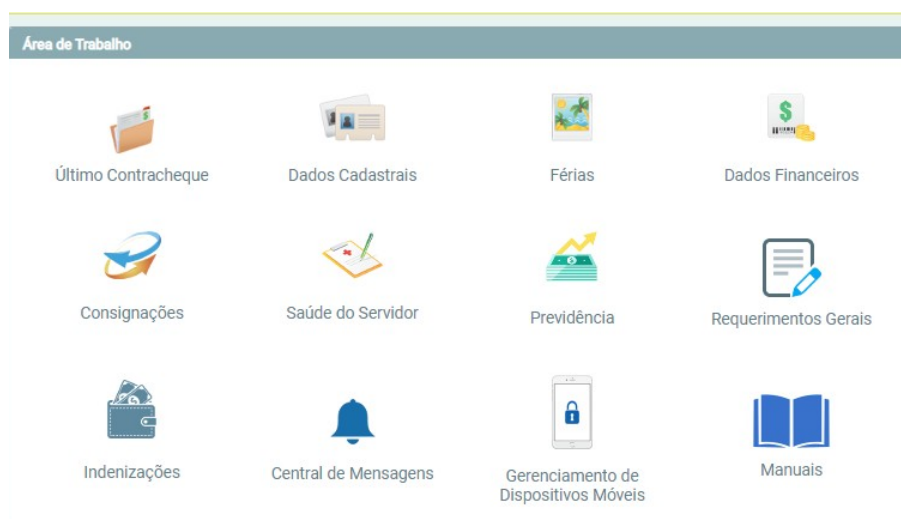 Área de Trabalho
Último Contracheque
Dados Cadastrais
Férias
Dados Financeiros
Consignações
Saúde do Servidor
Previdência
Requerimentos Gerais
Indenizações
Central de Mensagens
Gerenciamento de
Dispositivos Móveis
Manuais